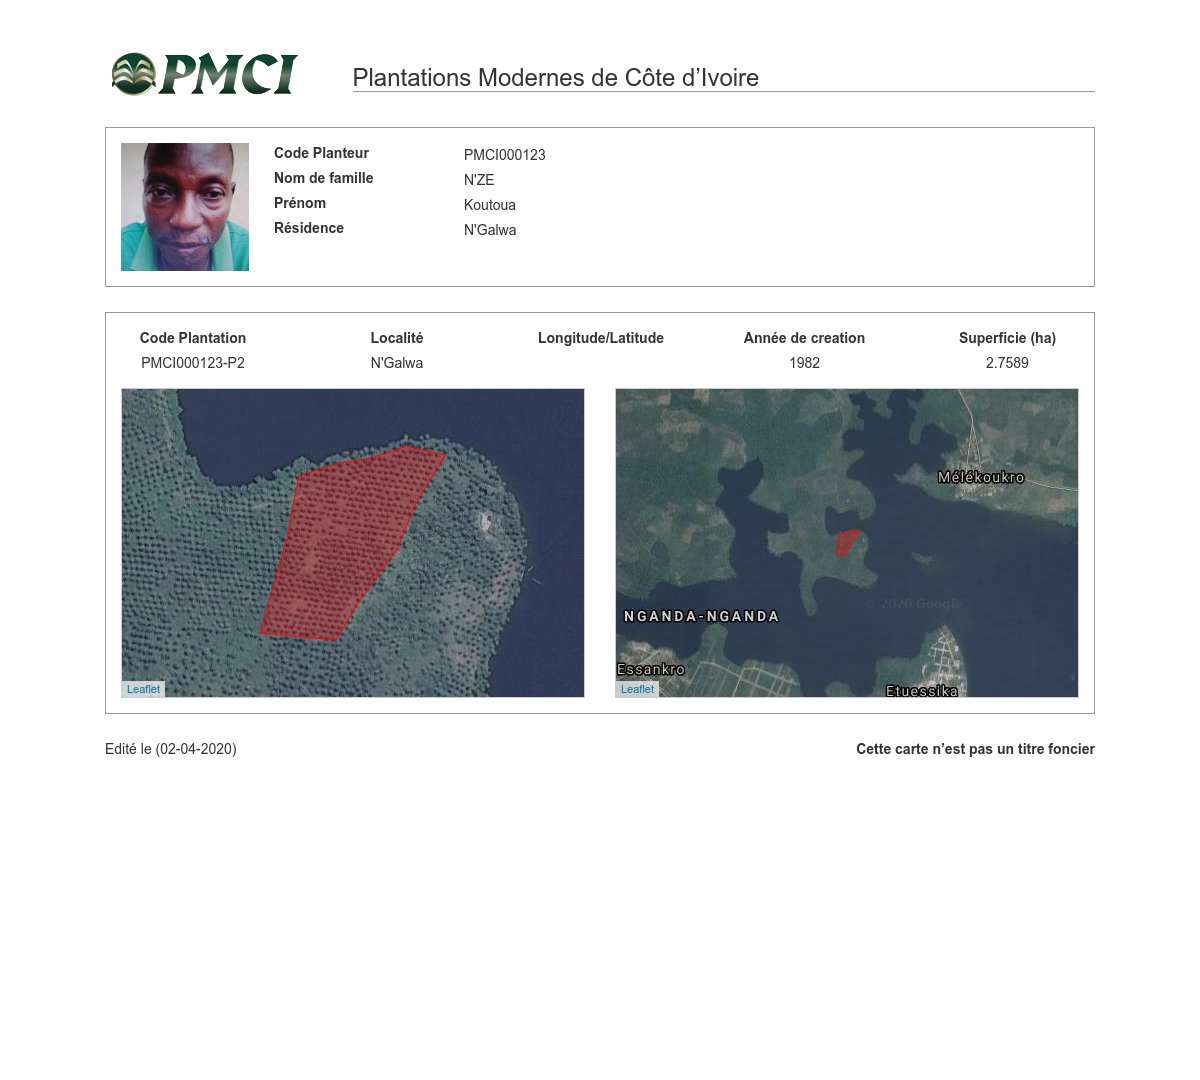 PMCI
Plantations Modernes de Côte d’Ivoire
Code Planteur PMCI000123
Nom de famille N'ZE
Prénom Koutoua
Résidence N'Galwa
Code Plantation Localité Longitude/Latitude Année de creation Superficie (ha)
PMCI000123-P2 N'Galwa 1982 2.7589
Mélékoukro
© 2020 Google
NGANDA-NGANDA
Essankro
Etuessika
Leaflet
Leaflet
Edité le (02-04-2020)
Cette carte n’est pas un titre foncier